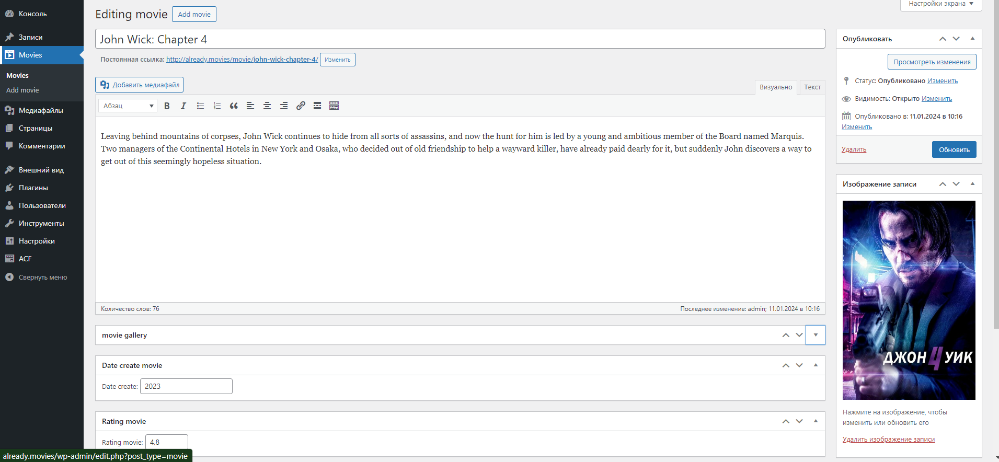 Консоль
Записи
Movies
Movies
Add movie
Медиафайлы
Страницы
Комментарии
Внешний вид
Плагины
Пользователи
Инструменты
Настройки
ACF
Свернуть меню
Настройки экрана
Editing movie Add movie
John Wick: Chapter 4
Постоянная ссылка: http://already.movies/movie/john-wick-chapter-4/ Изменить
Добавить медиафайл
Визуально Текст
Абзац
Leaving behind mountains of corpses, John Wick continues to hide from all sorts of assassins, and now the hunt for him is led by a young and ambitious member of the Board named Marquis.
Two managers of the Continental Hotels in New York and Osaka, who decided out of old friendship to help a wayward killer, have already paid dearly for it, but suddenly John discovers a way to
get out of this seemingly hopeless situation.
Количество слов: 76
Последнее изменение: admin; 11.01.2024 в 10:16
movie gallery
Date create movie
Date create: 2023
Rating movie
Rating movie: 4,8
Опубликовать
Просмотреть изменения
Статус: Опубликовано Изменить
Видимость: Открыто Изменить
Опубликовано в: 11.01.2024 в 10:16
Изменить
Удалить Обновить
Изображение записи
ДЖОН 4 УИК
Нажмите на изображение, чтобы
изменить или обновить его
Удалить изображение записи
already.movies/wp-admin/edit.php?post_type=movie